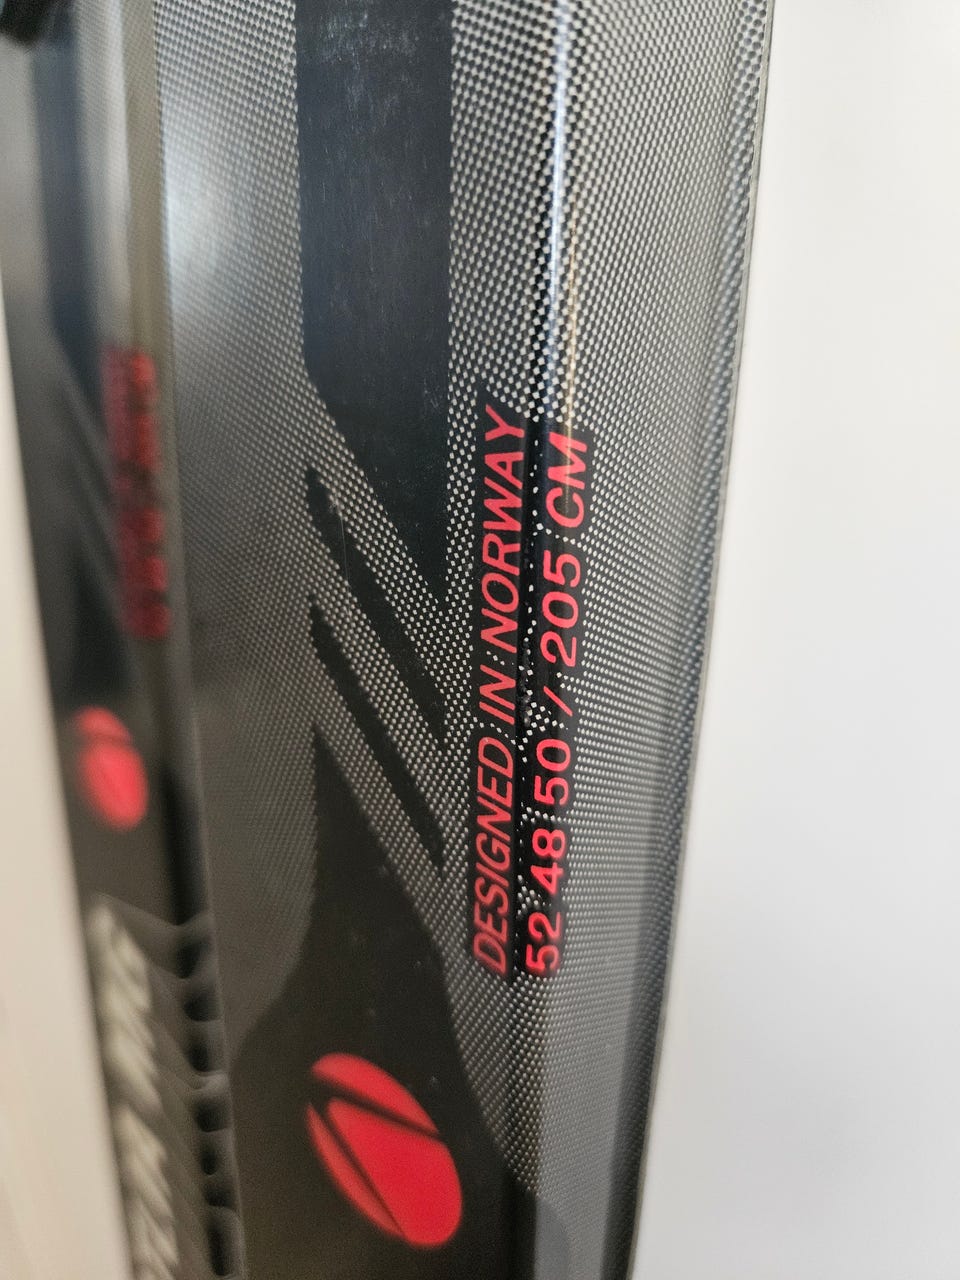 DESIGNED IN NORWAY
52 48 50 / 205 CM